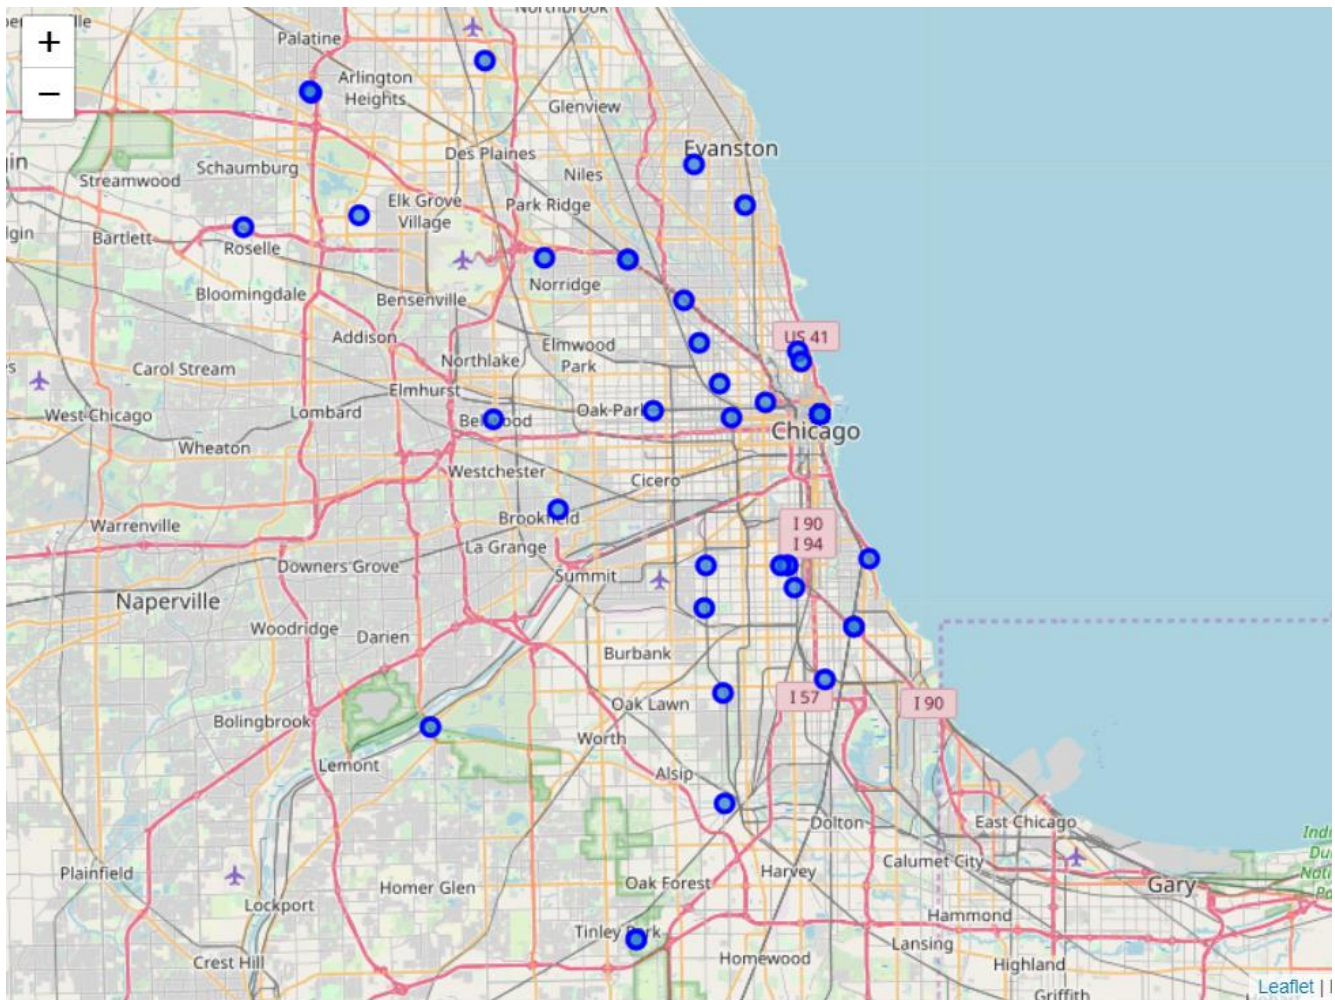 Northbrook
Palatine
+
Arlington
Heights
−
Glenview
Evanston
Des Plaines
Schaumburg
Niles
Streamwood
Elk Grove
Village
Park Ridge
Bartlett
Roselle
Norridge
Bloomingdale
Bensenville
US 41
Addison
Elmwood
Park
Northlake
Carol Stream
Elmhurst
West Chicago
Lombard
Oak Park
Bellwood
Chicago
Wheaton
Westchester
Cicero
Brookfield
Warrenville
I 90
I 94
La Grange
Downers Grove
Summit
Naperville
Woodridge
Darien
Burbank
Oak Lawn
I 57
I 90
Bolingbrook
Worth
Lemont
Alsip
Dolton
East Chicago
Plainfield
Harvey
Calumet City
Homer Glen
Oak Forest
Gary
Lockport
Hammond
Tinley Park
Lansing
Crest Hill
Homewood
Highland
Leaflet |
Griffith